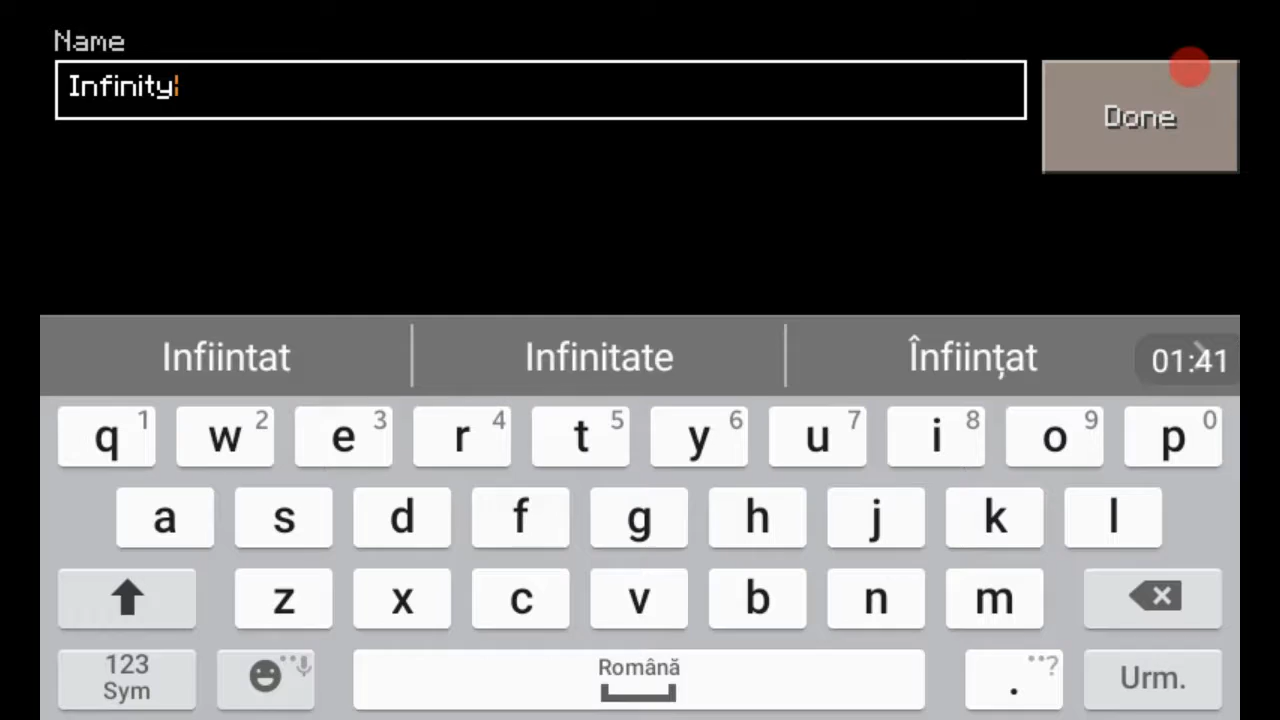 Name
Infinity
Done
Infiintat Infinitate Înființat 01:41
q 1 w 2 e 3 r 4 t 5 y 6 u 7 i 8 o 9 p 0
a s d f g h j k l
z x c v b n m
123 Sym Română . ? Urm.